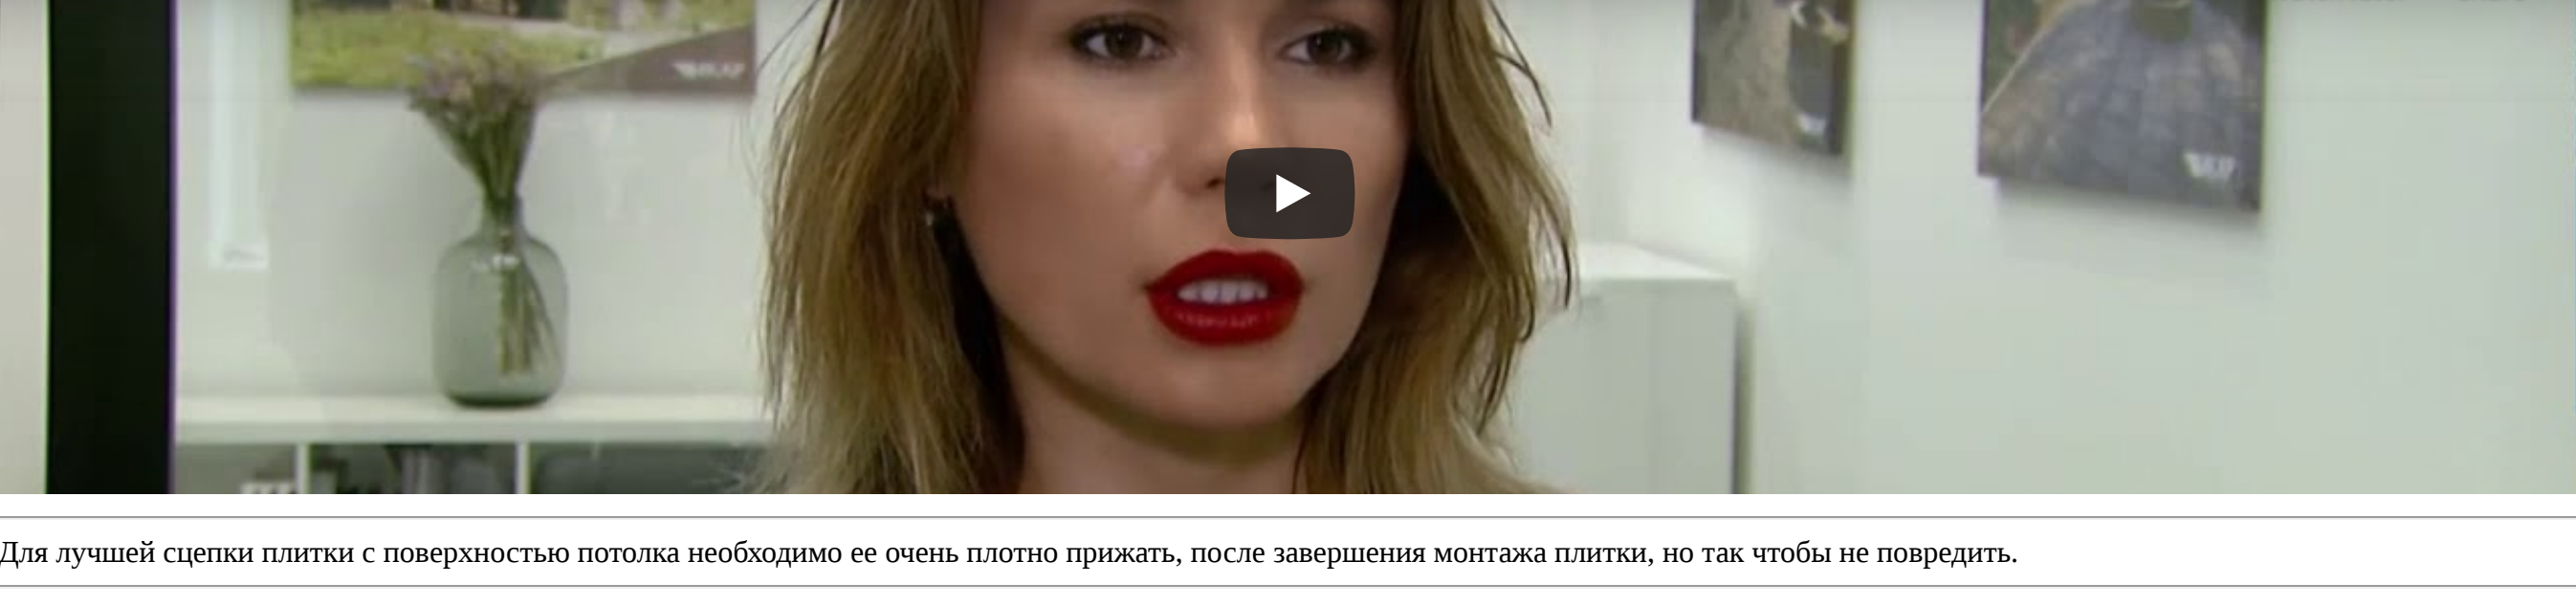 Для лучшей сцепки плитки с поверхностью потолка необходимо ее очень плотно прижать, после завершения монтажа плитки, но так чтобы не повредить.